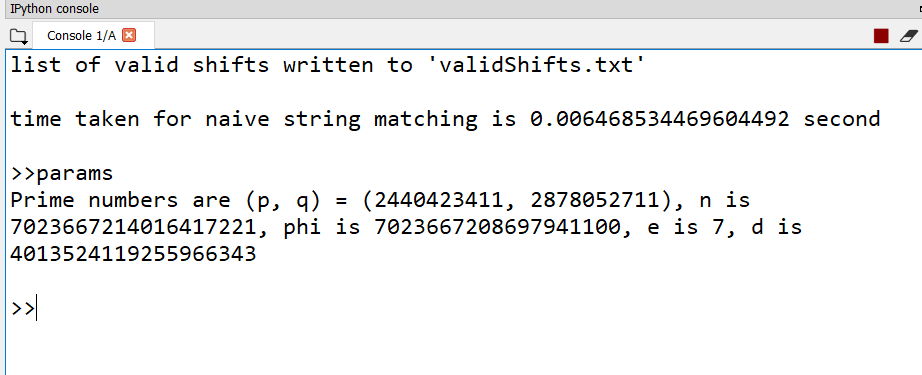 IPython console
Console 1/A
list of valid shifts written to 'validShifts.txt'
time taken for naive string matching is 0.006468534469604492 second
>>params
Prime numbers are (p, q) = (2440423411, 2878052711), n is
7023667214016417221, phi is 7023667208697941100, e is 7, d is
4013524119255966343
>>